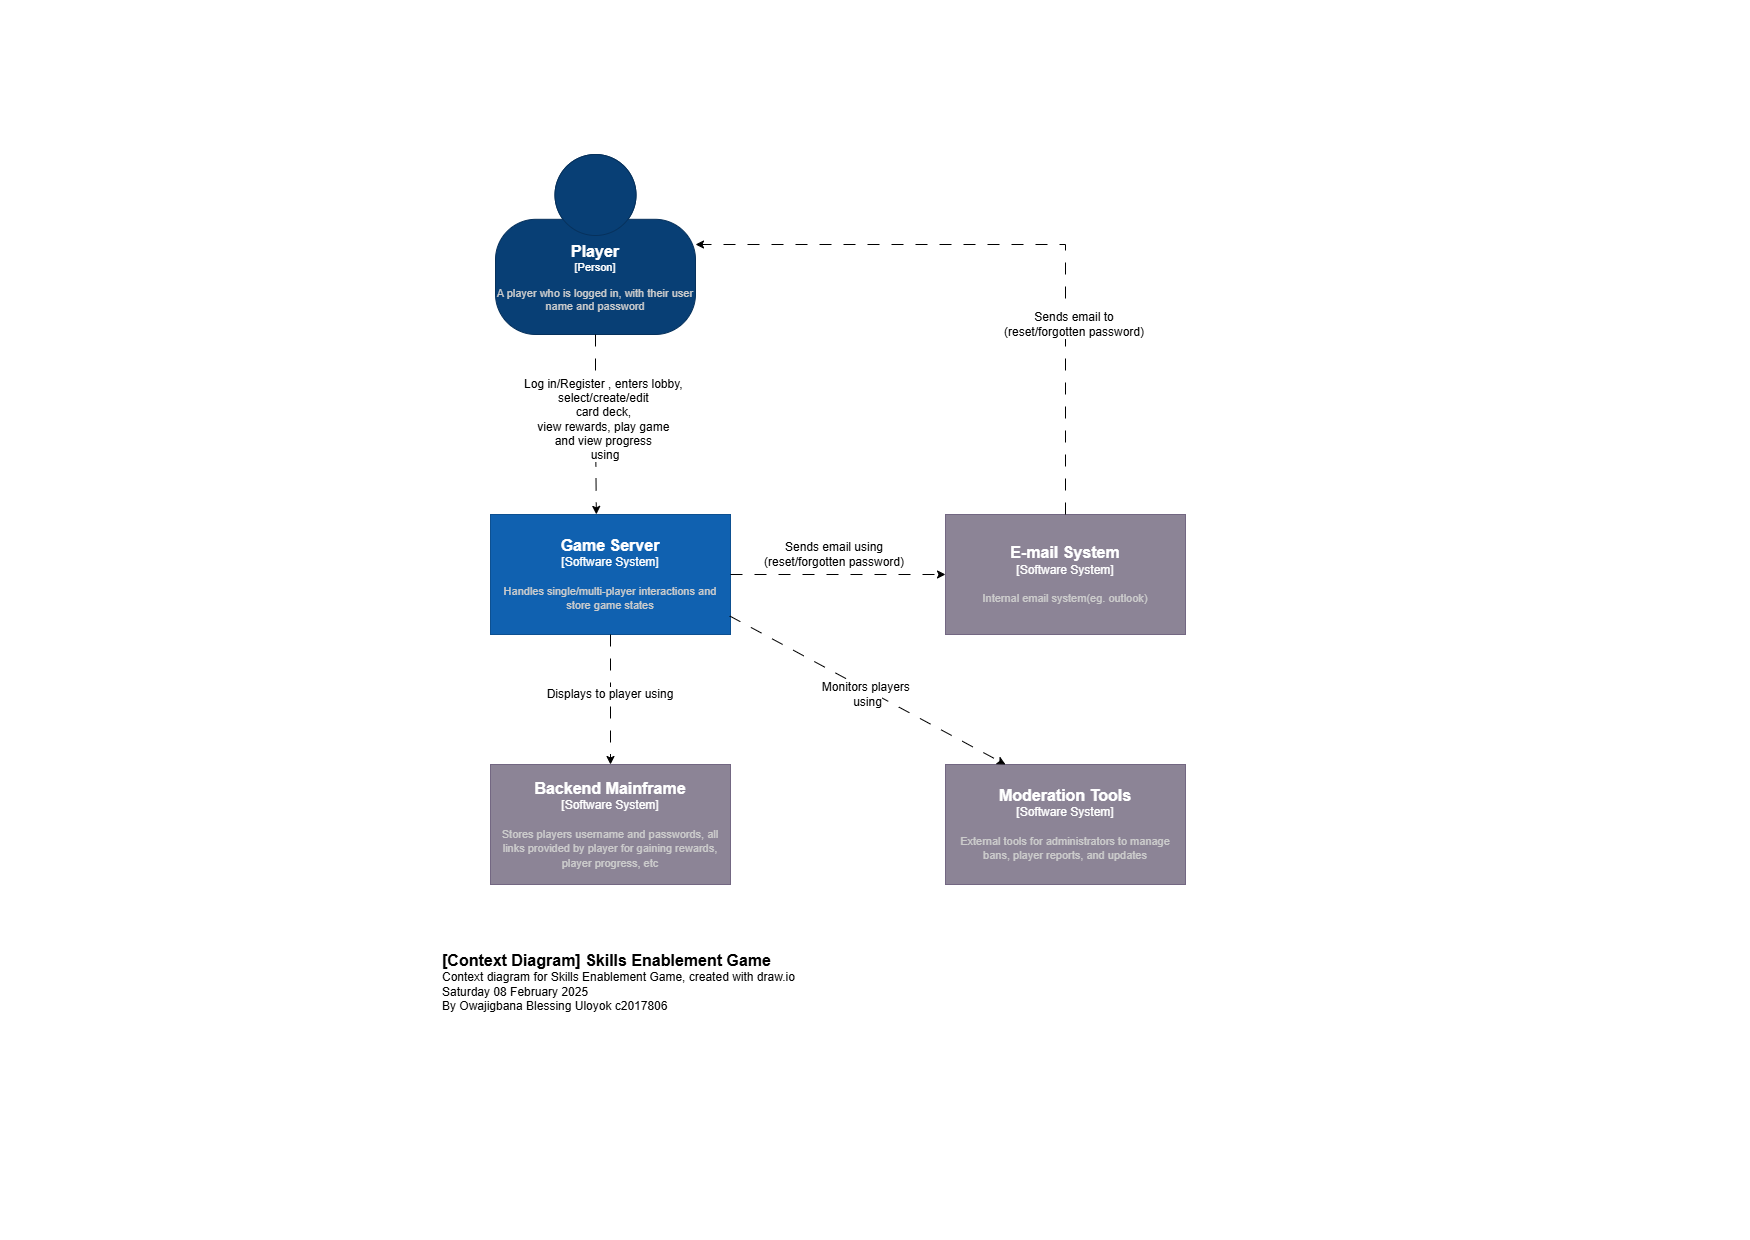 Player
[Person]
A player who is logged in, with their user
name and password
Sends email to
(reset/forgotten password)
Log in/Register , enters lobby,
select/create/edit
card deck,
view rewards, play game
and view progress
using
Game Server
[Software System]
Handles single/multi-player interactions and
store game states
Sends email using
(reset/forgotten password)
E-mail System
[Software System]
Internal email system(eg. outlook)
Displays to player using
Monitors players
using
Backend Mainframe
[Software System]
Stores players username and passwords, all
links provided by player for gaining rewards,
player progress, etc
Moderation Tools
[Software System]
External tools for administrators to manage
bans, player reports, and updates
[Context Diagram] Skills Enablement Game
Context diagram for Skills Enablement Game, created with draw.io
Saturday 08 February 2025
By Owajigbana Blessing Uloyok c2017806